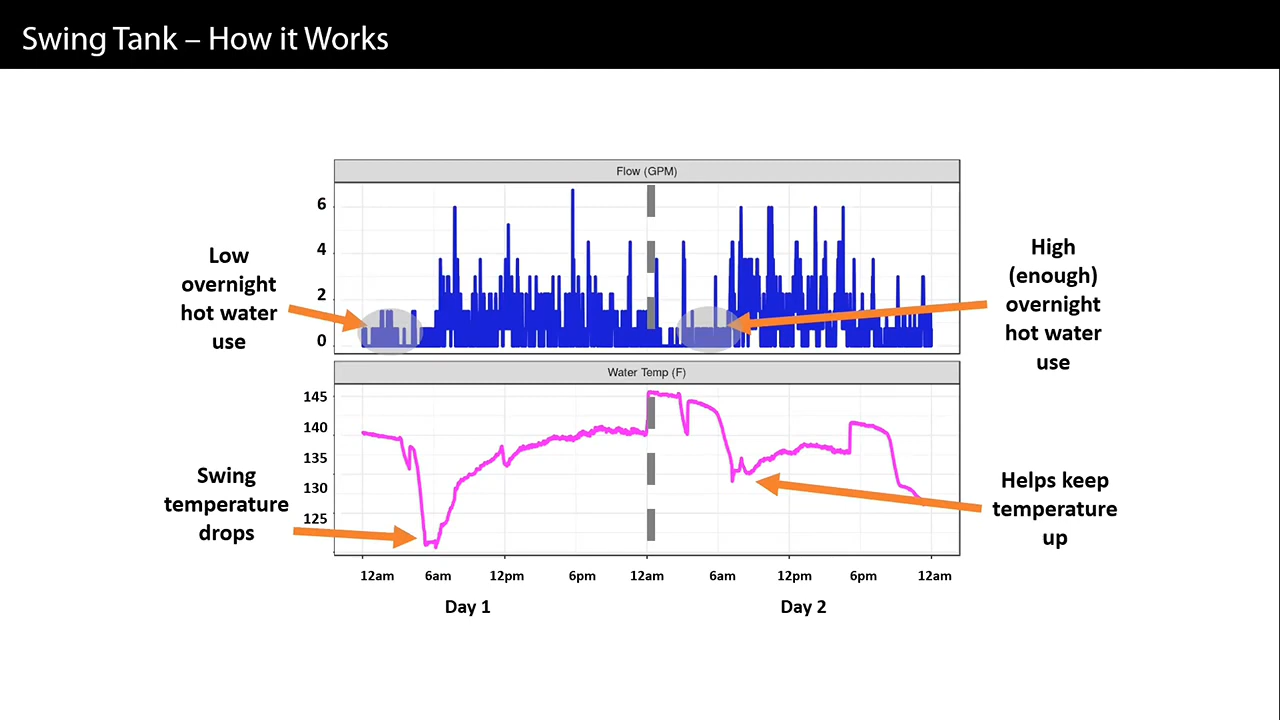 Swing Tank – How it Works
Flow (GPM)
6
4
2
0
Low
overnight
hot water
use
High
(enough)
overnight
hot water
use
Water Temp (F)
145
140
135
130
125
Swing
temperature
drops
Helps keep
temperature
up
12am 6am 12pm 6pm 12am 6am 12pm 6pm 12am
Day 1 Day 2